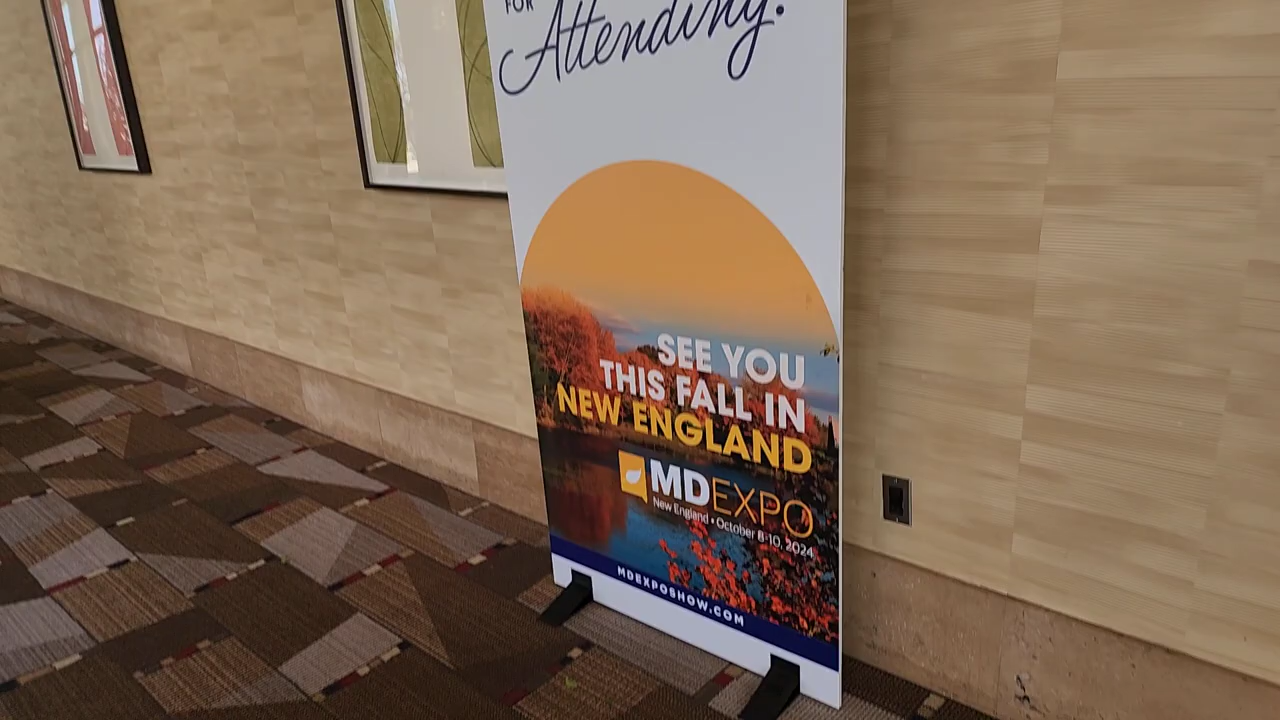 FOR
Attending.
SEE YOU
THIS FALL IN
NEW ENGLAND
MDEXPO
New England • October 8-10, 2024
MDEXPOSHOW.COM